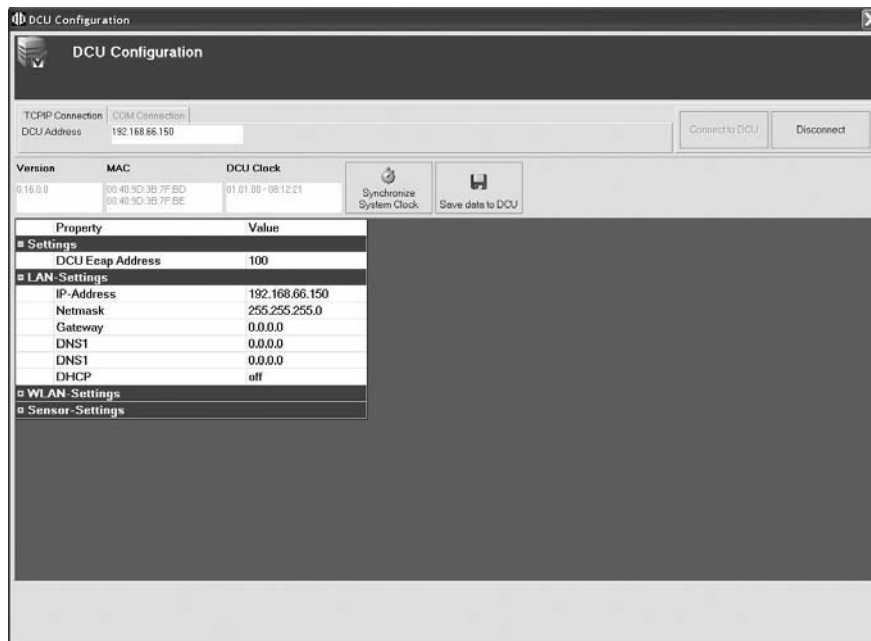 DCU Configuration
DCU Configuration
TCPIP Connection COM Connection
DCU Address 192.168.66.150
Connect to DCU Disconnect
Version MAC DCU Clock
0.16.0.0 00:40:9D:3B:7F:BD 01.01.00 - 08:12:21
00:40:9D:3B:7F:BE
Synchronize System Clock
Save data to DCU
Property Value
Settings
DCU Ecap Address 100
LAN-Settings
IP-Address 192.168.66.150
Netmask 255.255.255.0
Gateway 0.0.0.0
DNS1 0.0.0.0
DNS1 0.0.0.0
DHCP off
WLAN-Settings
Sensor-Settings